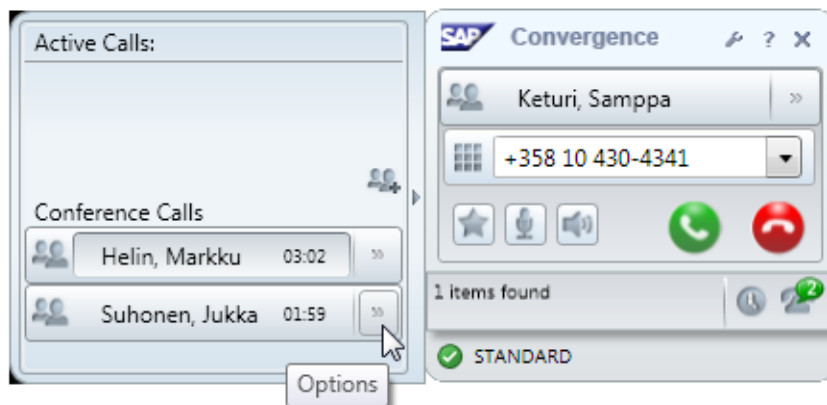 Active Calls:
Conference Calls
Helin, Markku 03:02 »
Suhonen, Jukka 01:59 »
Options
SAP Convergence ? X
Keturi, Samppa »
+358 10 430-4341
1 items found 2
STANDARD